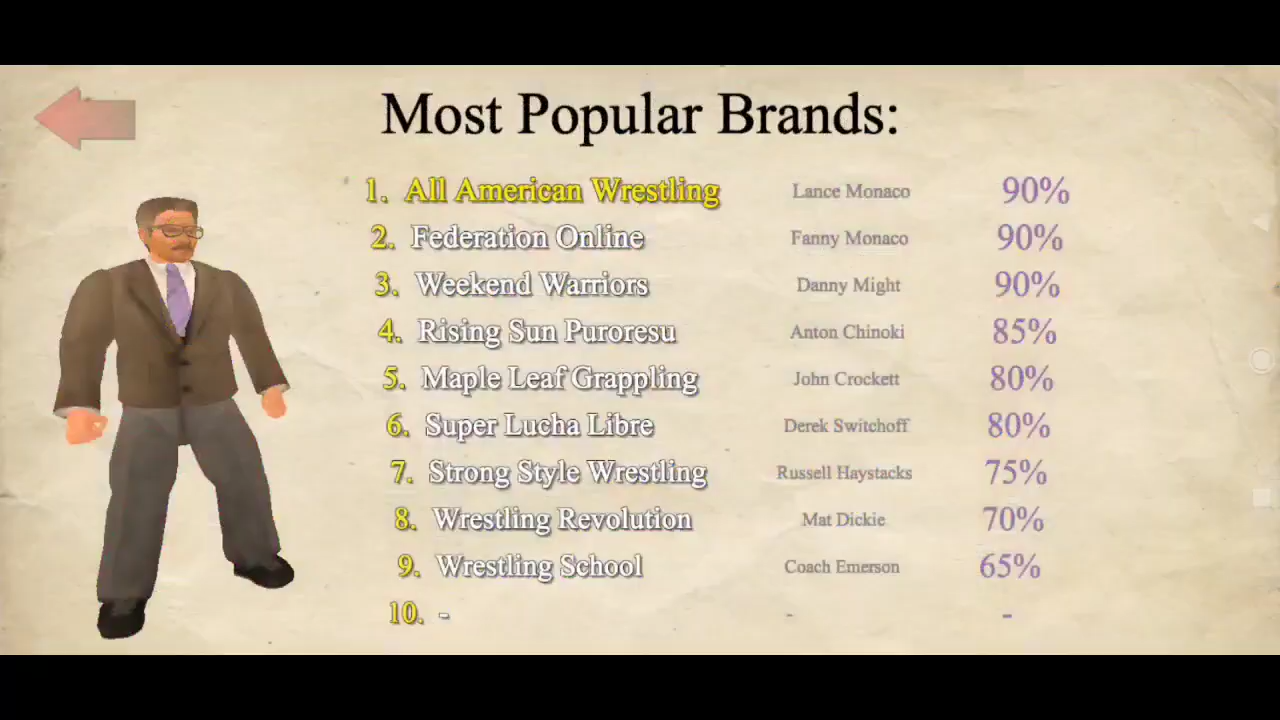 Most Popular Brands:
1. All American Wrestling Lance Monaco 90%
2. Federation Online Fanny Monaco 90%
3. Weekend Warriors Danny Might 90%
4. Rising Sun Puroresu Anton Chinoki 85%
5. Maple Leaf Grappling John Crockett 80%
6. Super Lucha Libre Derek Switchoff 80%
7. Strong Style Wrestling Russell Haystacks 75%
8. Wrestling Revolution Mat Dickie 70%
9. Wrestling School Coach Emerson 65%
10. - - -